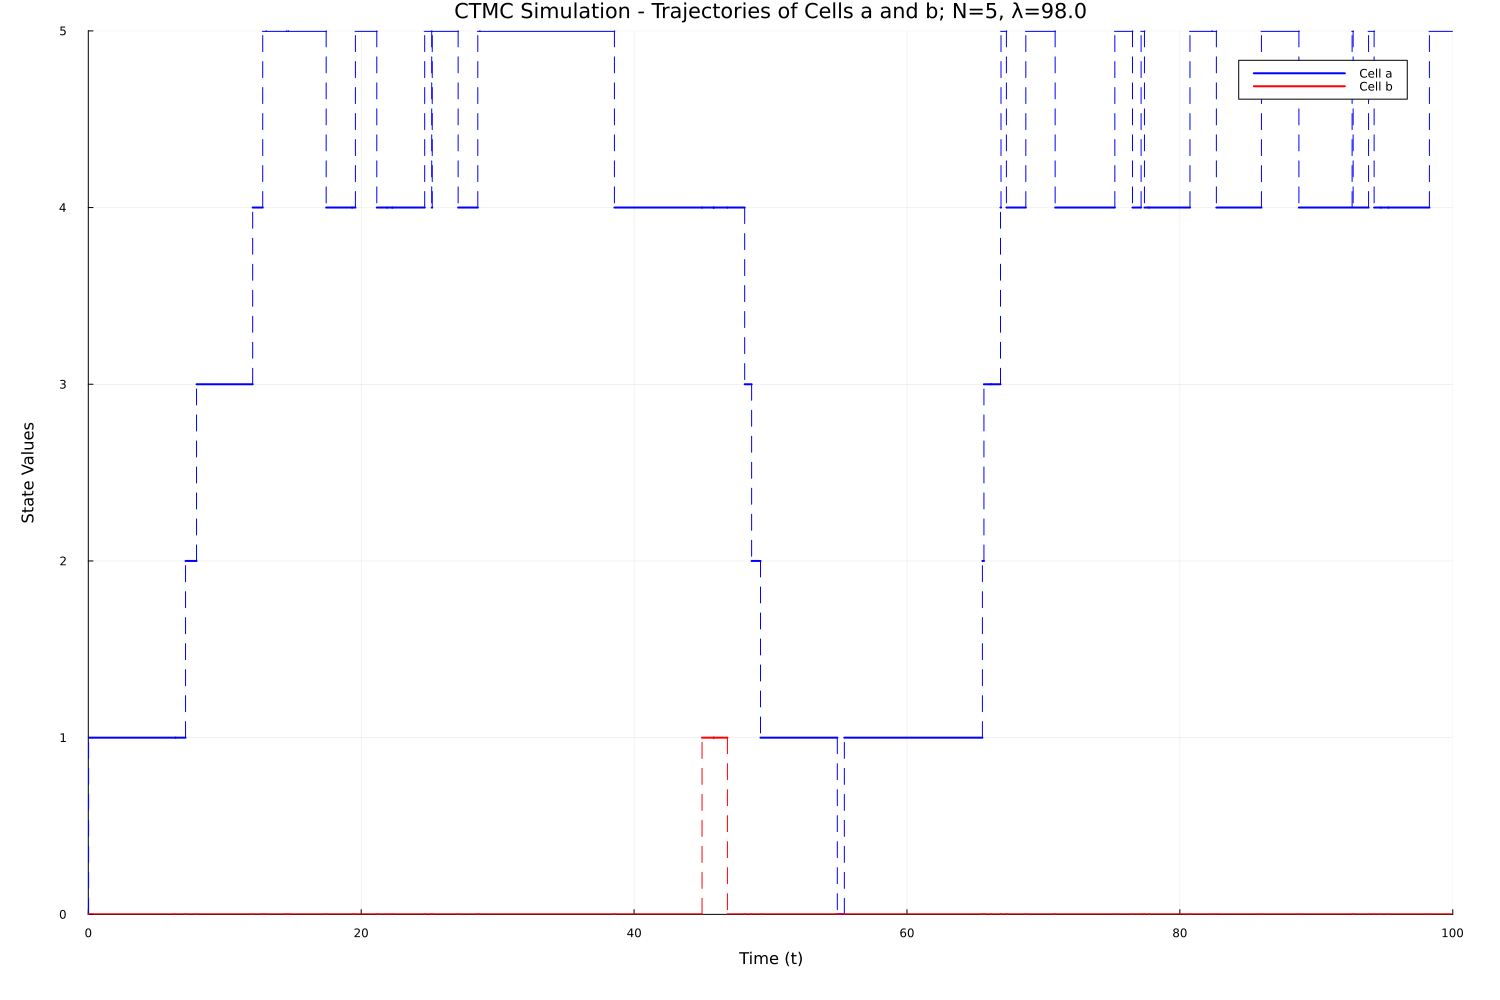 CTMC Simulation - Trajectories of Cells a and b; N=5, λ=98.0
5
Cell a
Cell b
4
3
State Values
2
1
0
0 20 40 60 80 100
Time (t)